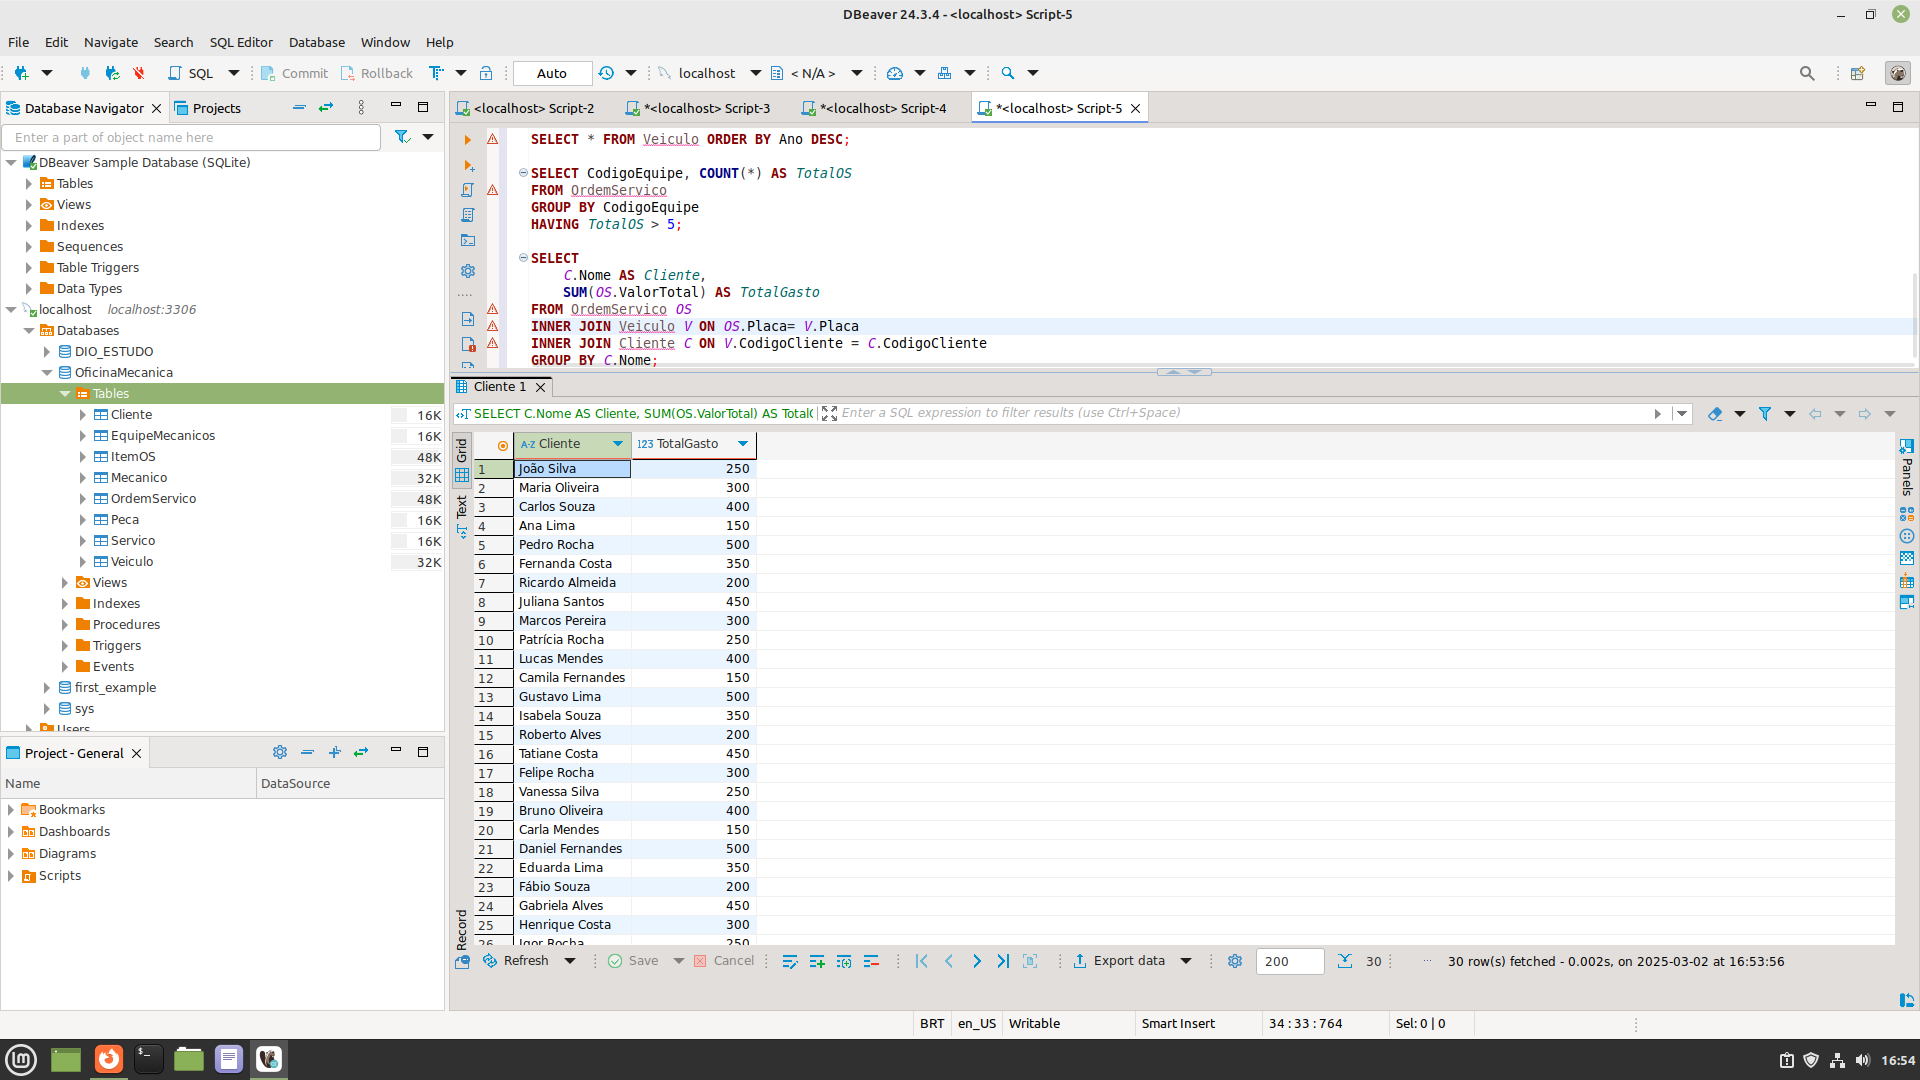 DBeaver 24.3.4 - <localhost> Script-5
File Edit Navigate Search SQL Editor Database Window Help
SQL Commit Rollback Auto localhost < N/A >
Database Navigator Projects
<localhost> Script-2 *<localhost> Script-3 *<localhost> Script-4 *<localhost> Script-5
Enter a part of object name here
DBeaver Sample Database (SQLite)
Tables
Views
Indexes
Sequences
Table Triggers
Data Types
localhost localhost:3306
Databases
DIO_ESTUDO
OficinaMecanica
Tables
Cliente 16K
EquipeMecanicos 16K
ItemOS 48K
Mecanico 32K
OrdemServico 48K
Peca 16K
Servico 16K
Veiculo 32K
Views
Indexes
Procedures
Triggers
Events
first_example
sys
Users
Project - General
Name DataSource
Bookmarks
Dashboards
Diagrams
Scripts
SELECT * FROM Veiculo ORDER BY Ano DESC;
SELECT CodigoEquipe, COUNT(*) AS TotalOS
FROM OrdemServico
GROUP BY CodigoEquipe
HAVING TotalOS > 5;
SELECT
C.Nome AS Cliente,
SUM(OS.ValorTotal) AS TotalGasto
FROM OrdemServico OS
INNER JOIN Veiculo V ON OS.Placa= V.Placa
INNER JOIN Cliente C ON V.CodigoCliente = C.CodigoCliente
GROUP BY C.Nome;
Cliente 1
SELECT C.Nome AS Cliente, SUM(OS.ValorTotal) AS TotalG Enter a SQL expression to filter results (use Ctrl+Space)
Grid
Text
Record
Panels
A-Z Cliente 123 TotalGasto
1 João Silva 250
2 Maria Oliveira 300
3 Carlos Souza 400
4 Ana Lima 150
5 Pedro Rocha 500
6 Fernanda Costa 350
7 Ricardo Almeida 200
8 Juliana Santos 450
9 Marcos Pereira 300
10 Patrícia Rocha 250
11 Lucas Mendes 400
12 Camila Fernandes 150
13 Gustavo Lima 500
14 Isabela Souza 350
15 Roberto Alves 200
16 Tatiane Costa 450
17 Felipe Rocha 300
18 Vanessa Silva 250
19 Bruno Oliveira 400
20 Carla Mendes 150
21 Daniel Fernandes 500
22 Eduarda Lima 350
23 Fábio Souza 200
24 Gabriela Alves 450
25 Henrique Costa 300
26 Igor Rocha 250
Refresh Save Cancel Export data 200 30 30 row(s) fetched - 0.002s, on 2025-03-02 at 16:53:56
BRT en_US Writable Smart Insert 34 : 33 : 764 Sel: 0 | 0
16:54